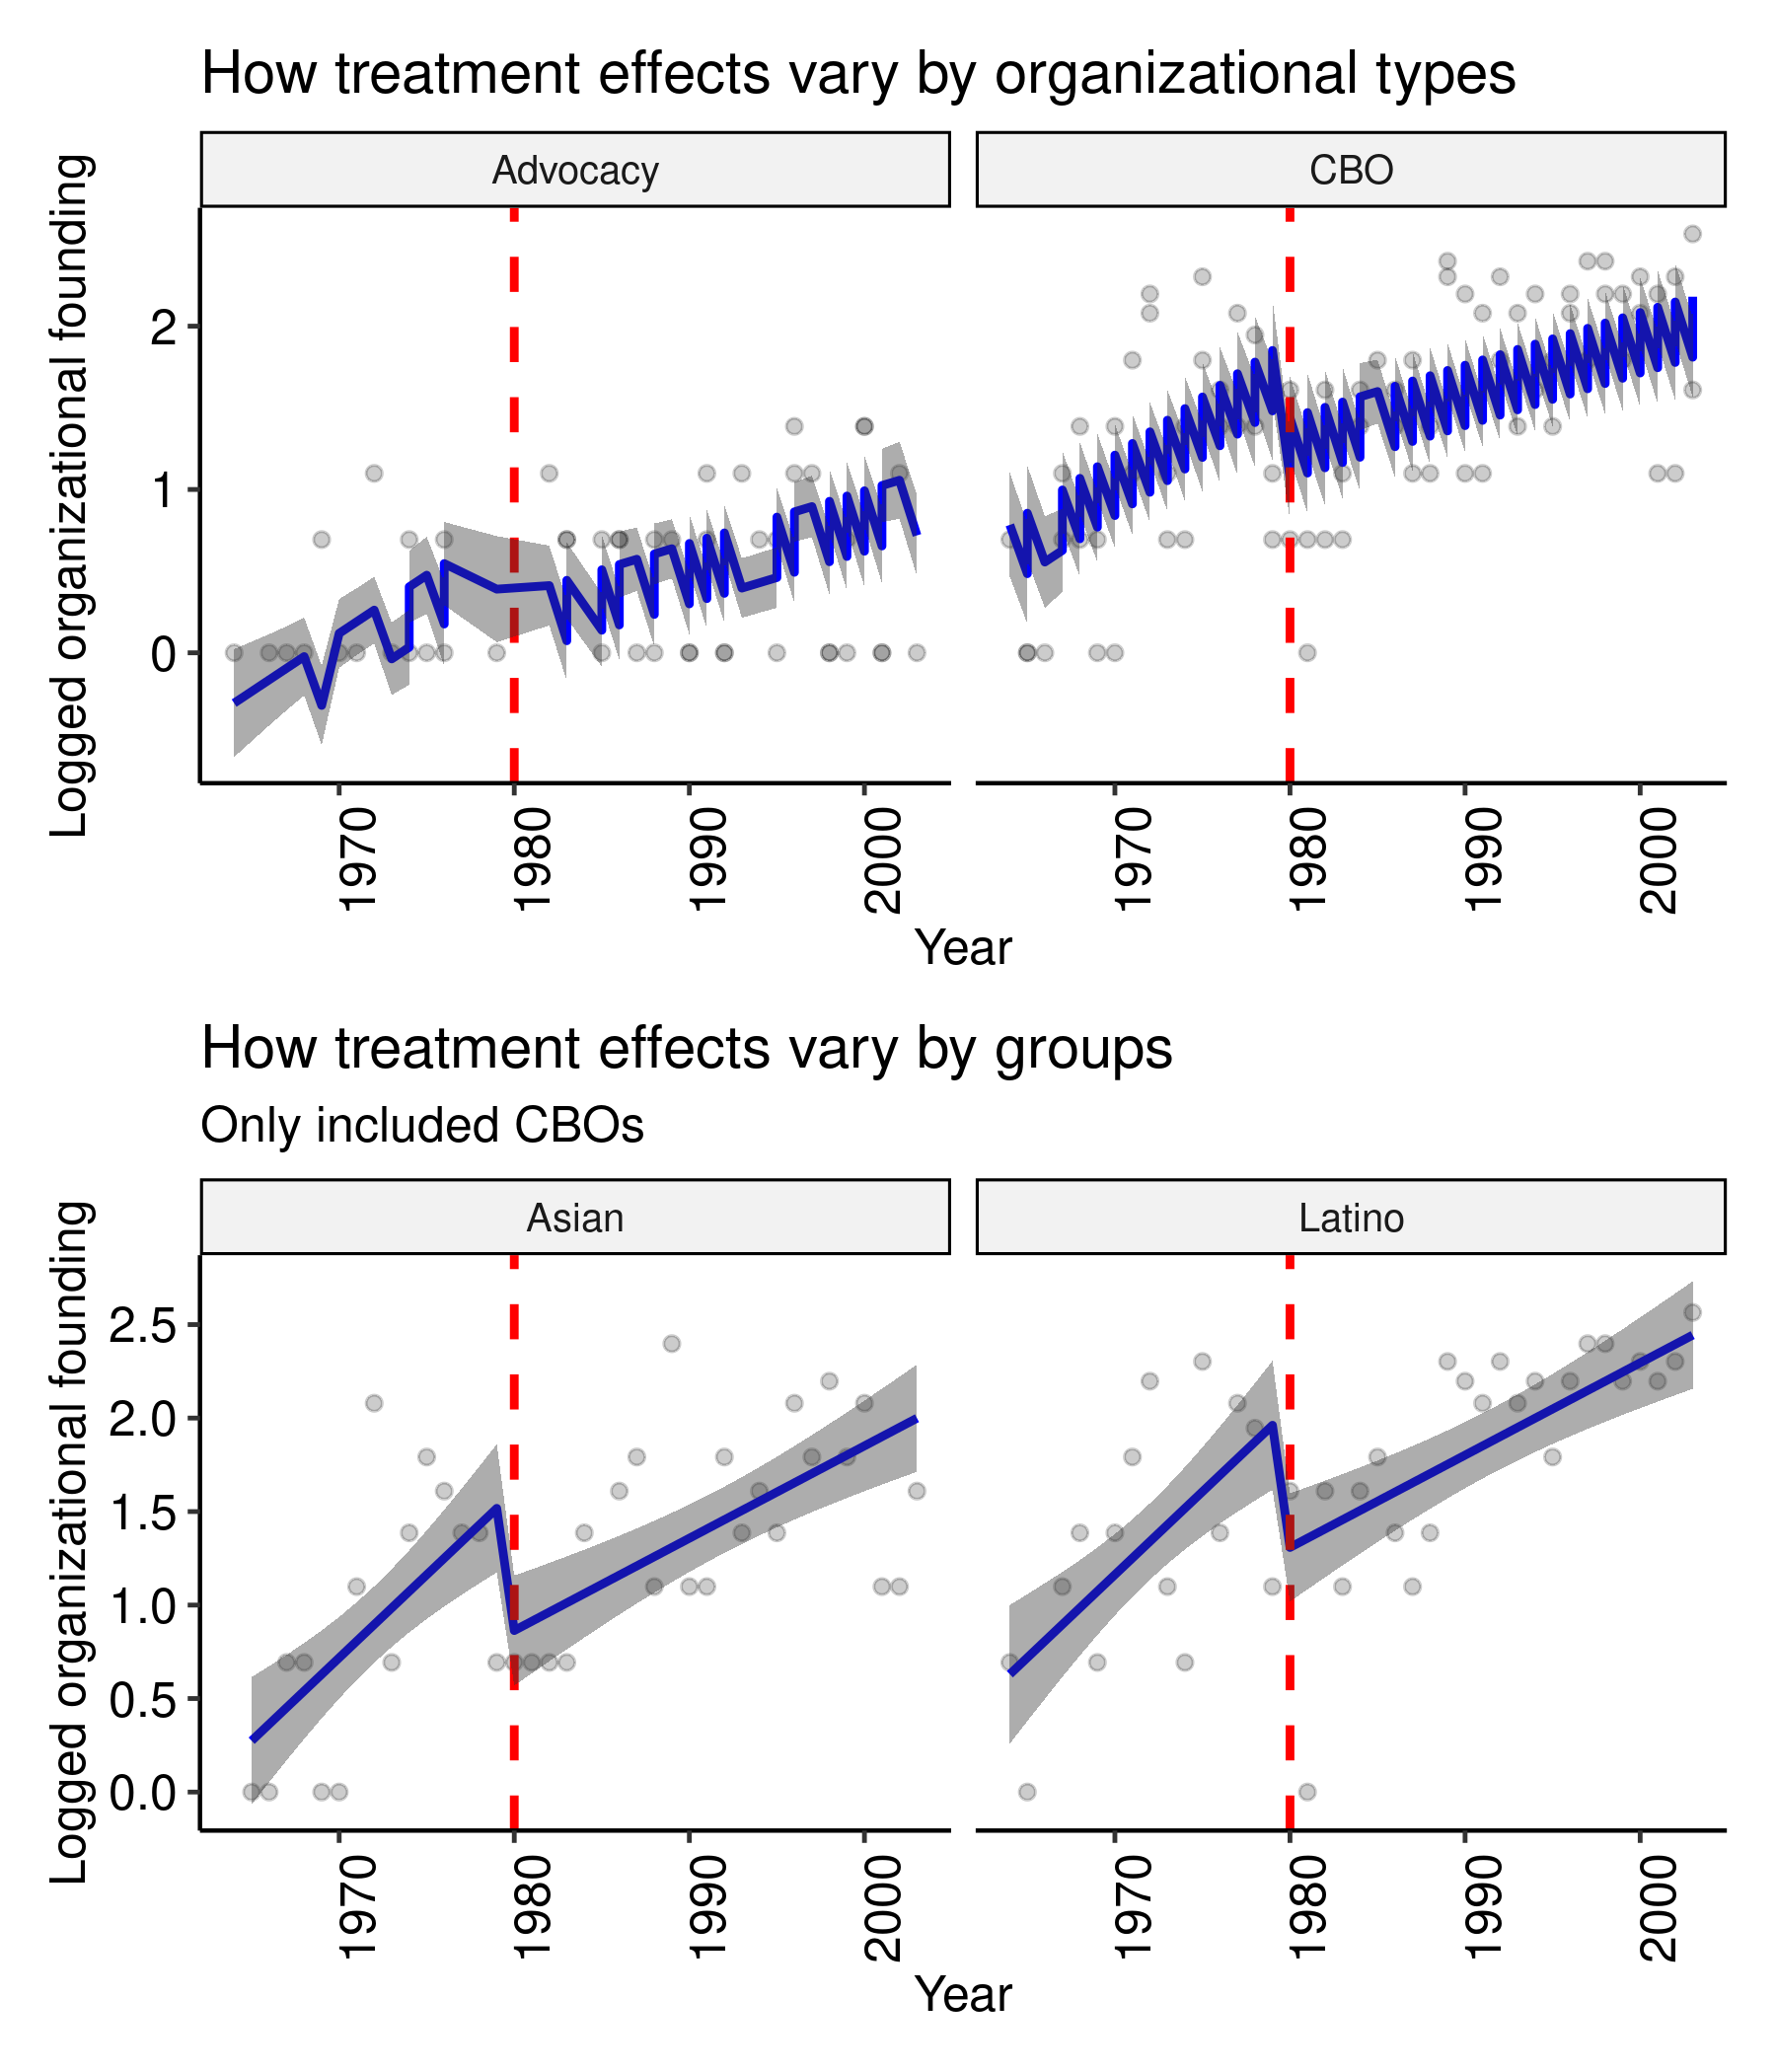 How treatment effects vary by organizational types
Advocacy
CBO
Logged organizational founding
2
1
0
1970
1980
1990
2000
1970
1980
1990
2000
Year
How treatment effects vary by groups
Only included CBOs
Asian
Latino
Logged organizational founding
2.5
2.0
1.5
1.0
0.5
0.0
1970
1980
1990
2000
1970
1980
1990
2000
Year